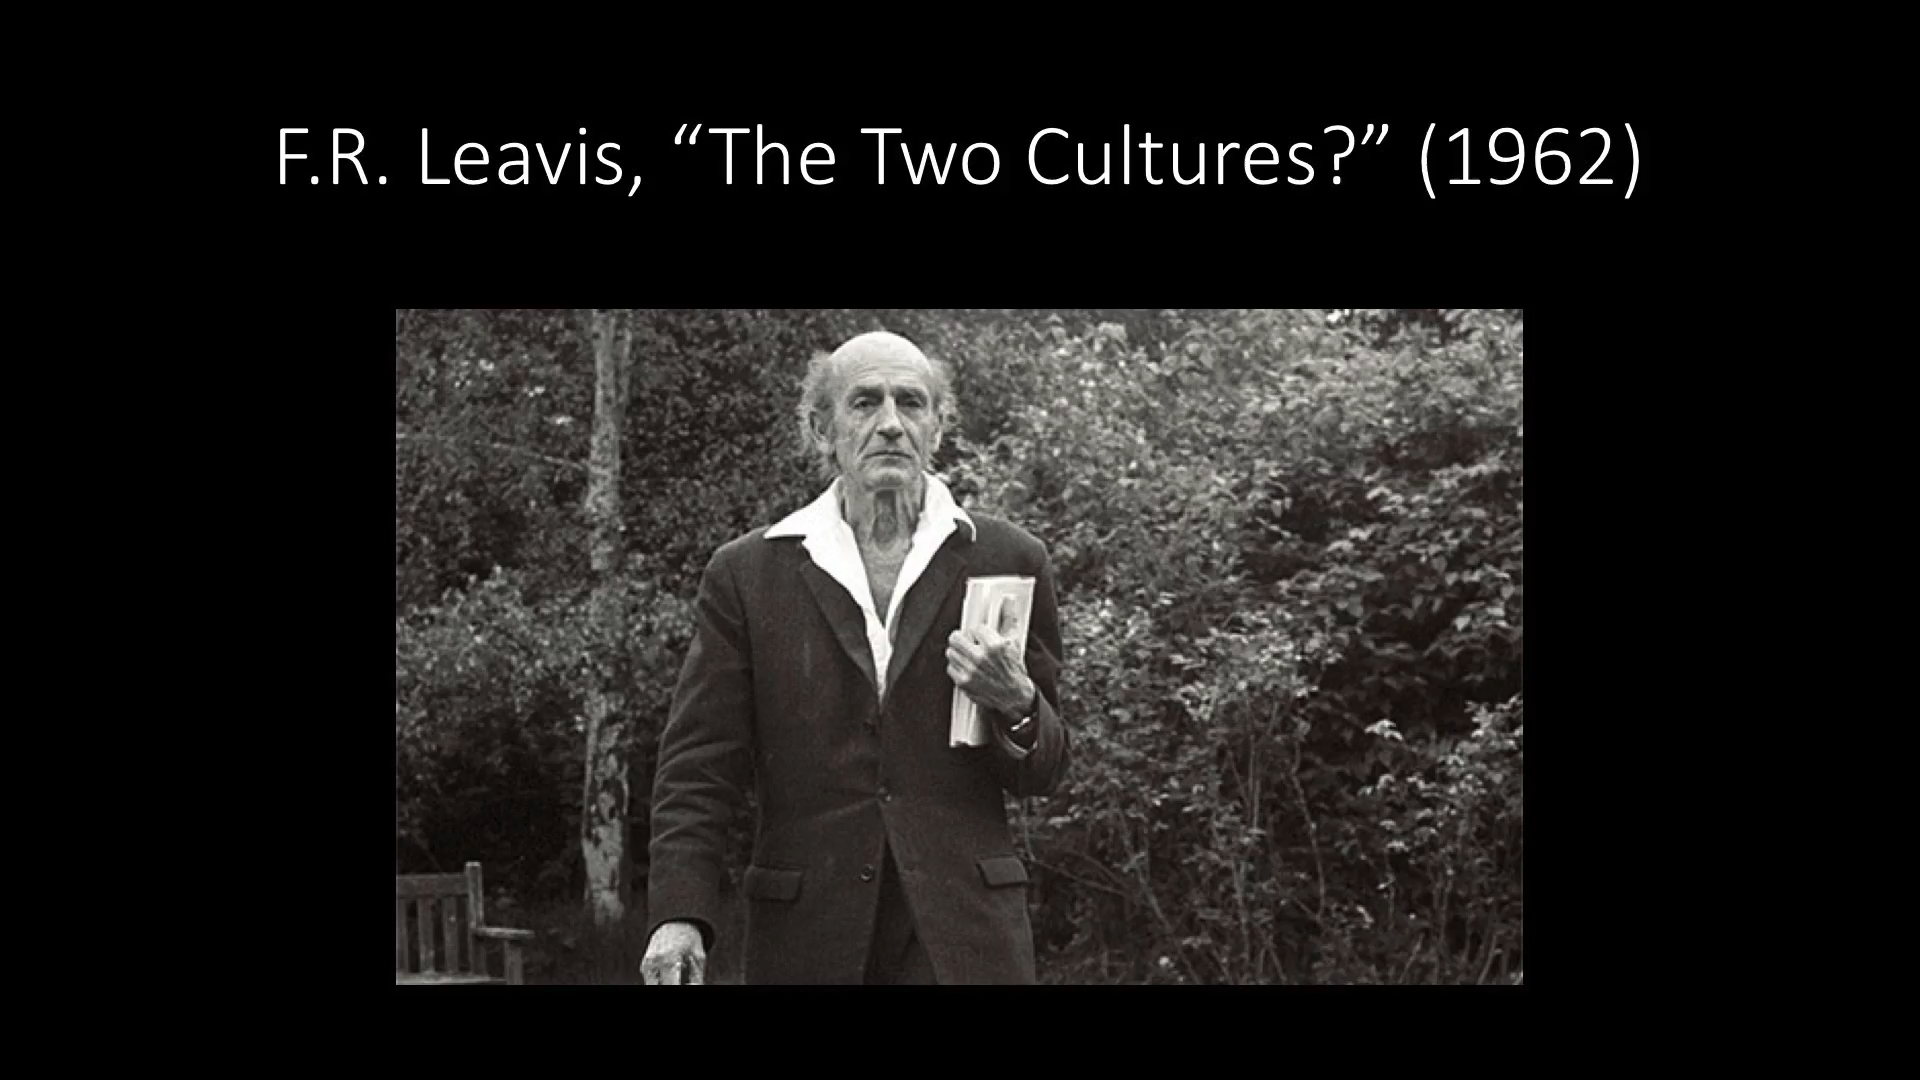 F.R. Leavis, “The Two Cultures?” (1962)